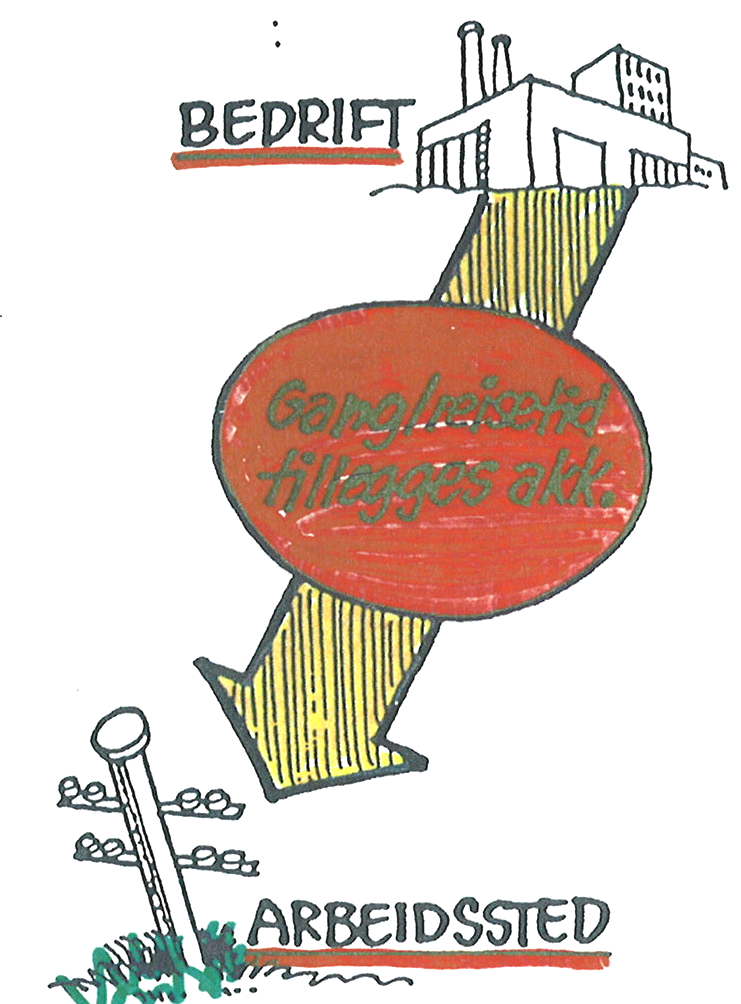 BEDRIFT
Gang/reisetid
tillegges akk.
ARBEIDSSTED